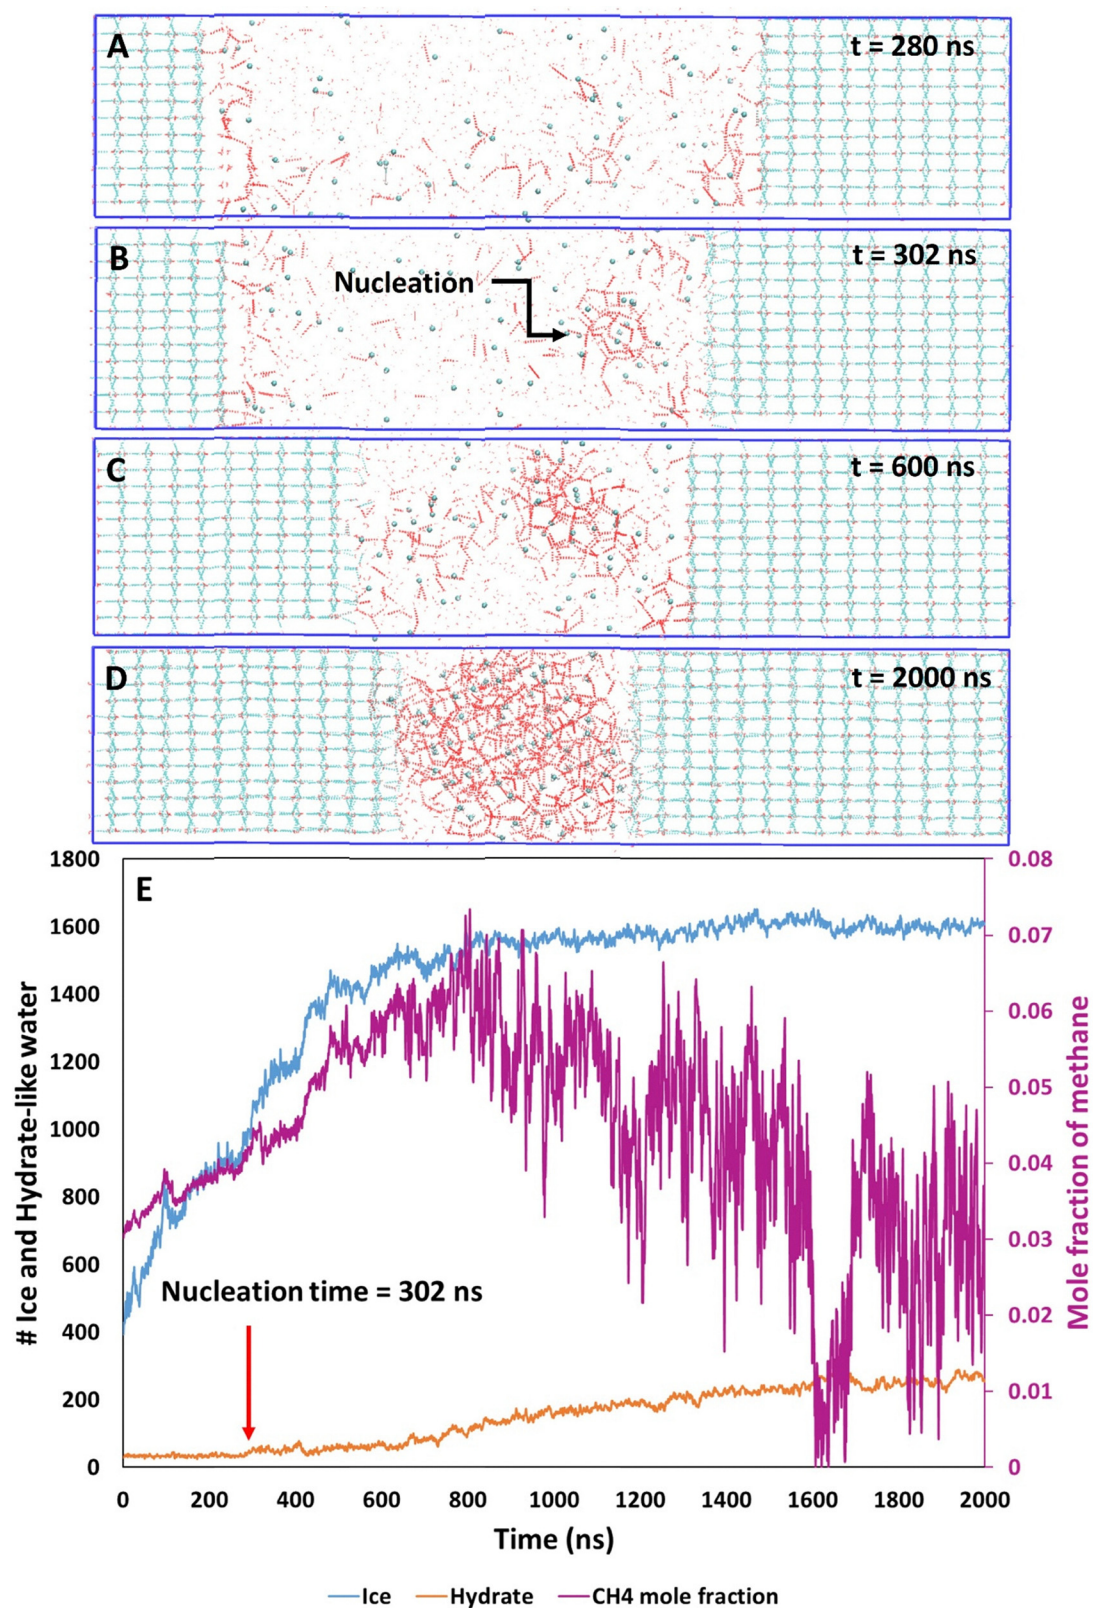 A
t = 280 ns
B
t = 302 ns
Nucleation
C
t = 600 ns
D
t = 2000 ns
E
1800
1600
1400
1200
1000
800
600
400
200
0
# Ice and Hydrate-like water
0.08
0.07
0.06
0.05
0.04
0.03
0.02
0.01
0
Mole fraction of methane
Nucleation time = 302 ns
0 200 400 600 800 1000 1200 1400 1600 1800 2000
Time (ns)
Ice Hydrate CH4 mole fraction